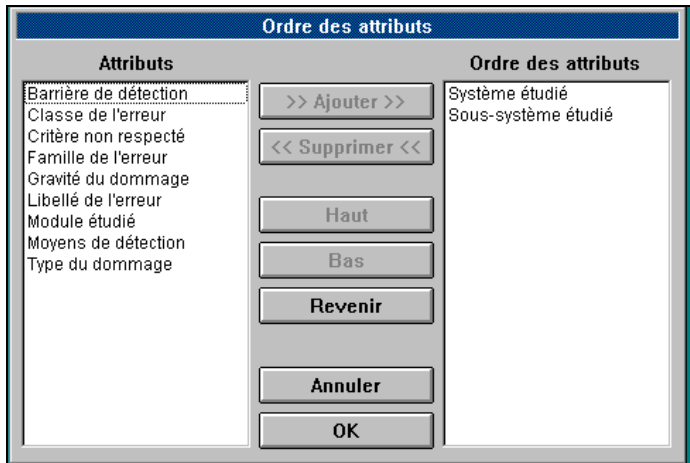 Ordre des attributs
Attributs
Barrière de détection
Classe de l'erreur
Critère non respecté
Famille de l'erreur
Gravité du dommage
Libellé de l'erreur
Module étudié
Moyens de détection
Type du dommage
>> Ajouter >>
<< Supprimer <<
Haut
Bas
Revenir
Annuler
OK
Ordre des attributs
Système étudié
Sous-système étudié